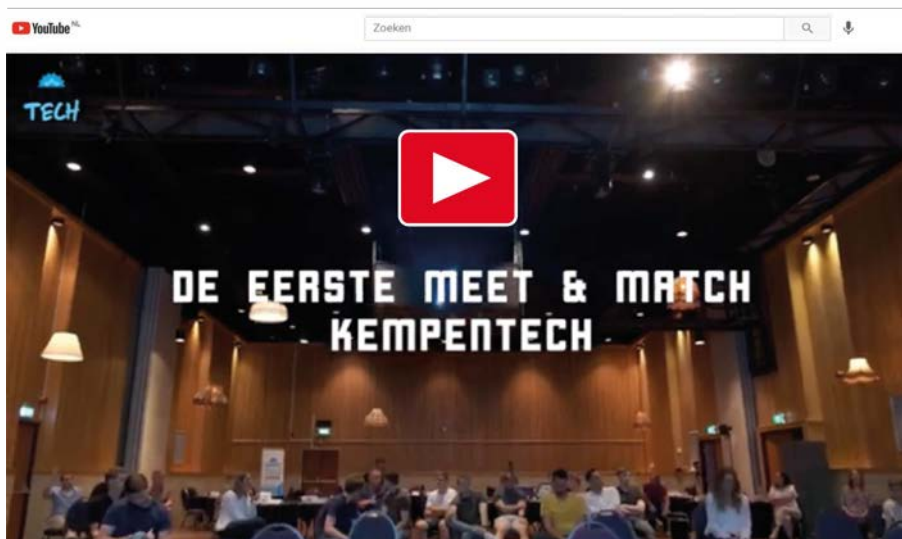 YouTube NL
Zoeken
TECH
DE EERSTE MEET & MATCH
KEMPENTECH